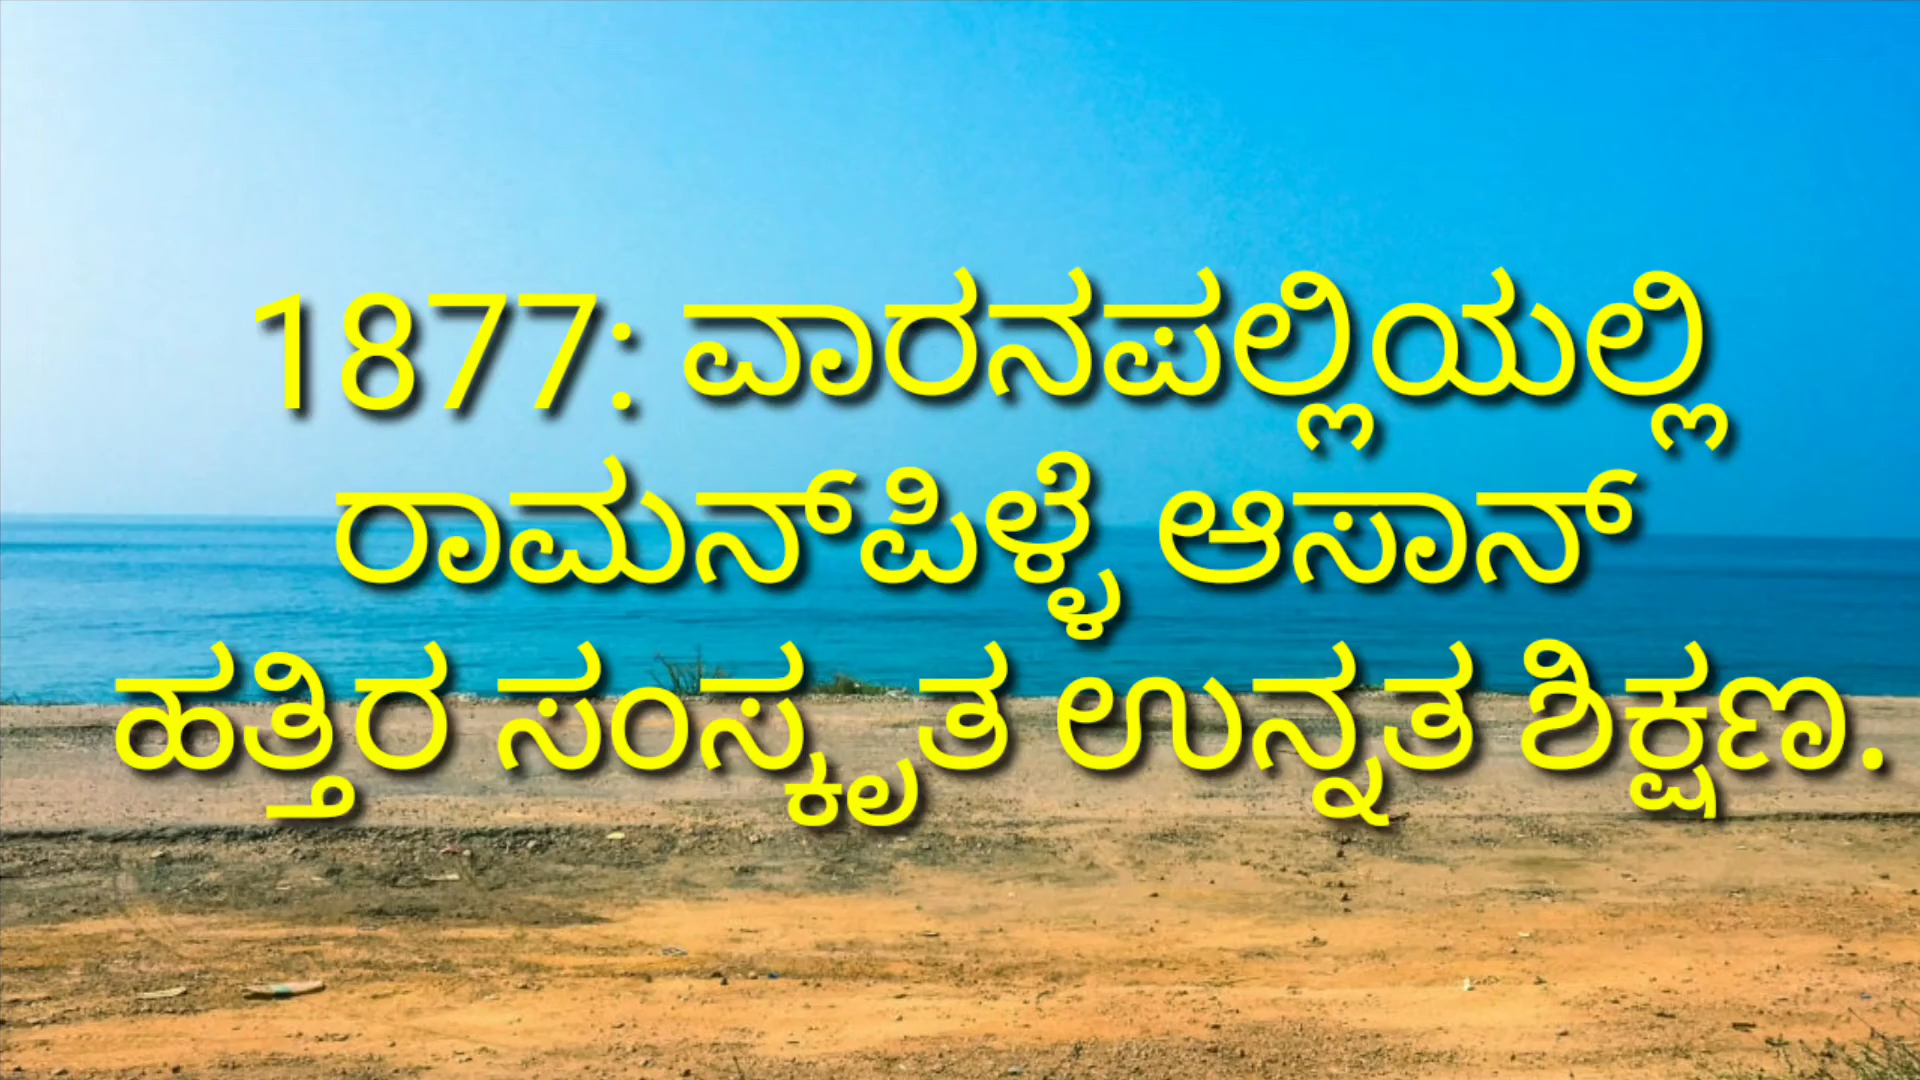 1877: ವಾರನಪಲ್ಲಿಯಲ್ಲಿ
ರಾಮನ್‌ಪಿಳ್ಳೈ ಆಸಾನ್
ಹತ್ತಿರ ಸಂಸ್ಕೃತ ಉನ್ನತ ಶಿಕ್ಷಣ.